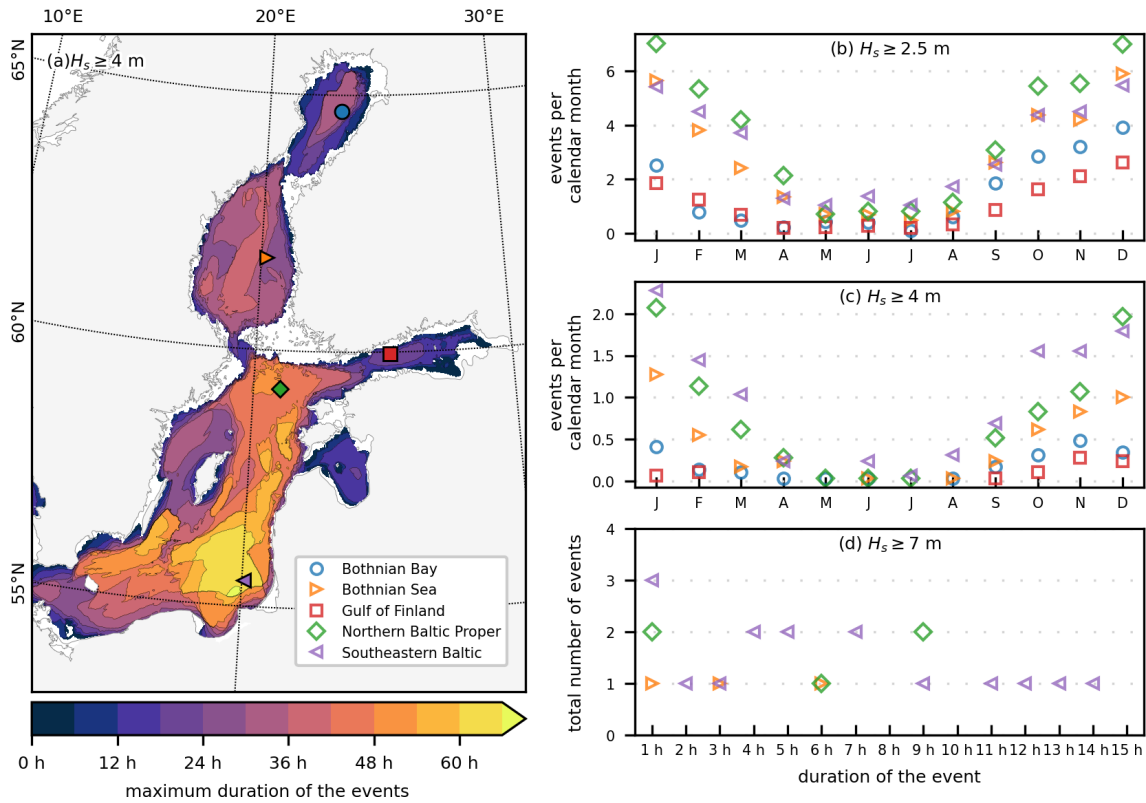 10°E 20°E 30°E
65°N
60°N
55°N
(a) Hs ≥ 4 m
Bothnian Bay
Bothnian Sea
Gulf of Finland
Northern Baltic Proper
Southeastern Baltic
0 h 12 h 24 h 36 h 48 h 60 h
maximum duration of the events
(b) Hs ≥ 2.5 m
events per
calendar month
6
4
2
0
J F M A M J J A S O N D
(c) Hs ≥ 4 m
events per
calendar month
2.0
1.5
1.0
0.5
0.0
J F M A M J J A S O N D
(d) Hs ≥ 7 m
total number of events
4
3
2
1
0
1 h 2 h 3 h 4 h 5 h 6 h 7 h 8 h 9 h 10 h 11 h 12 h 13 h 14 h 15 h
duration of the event